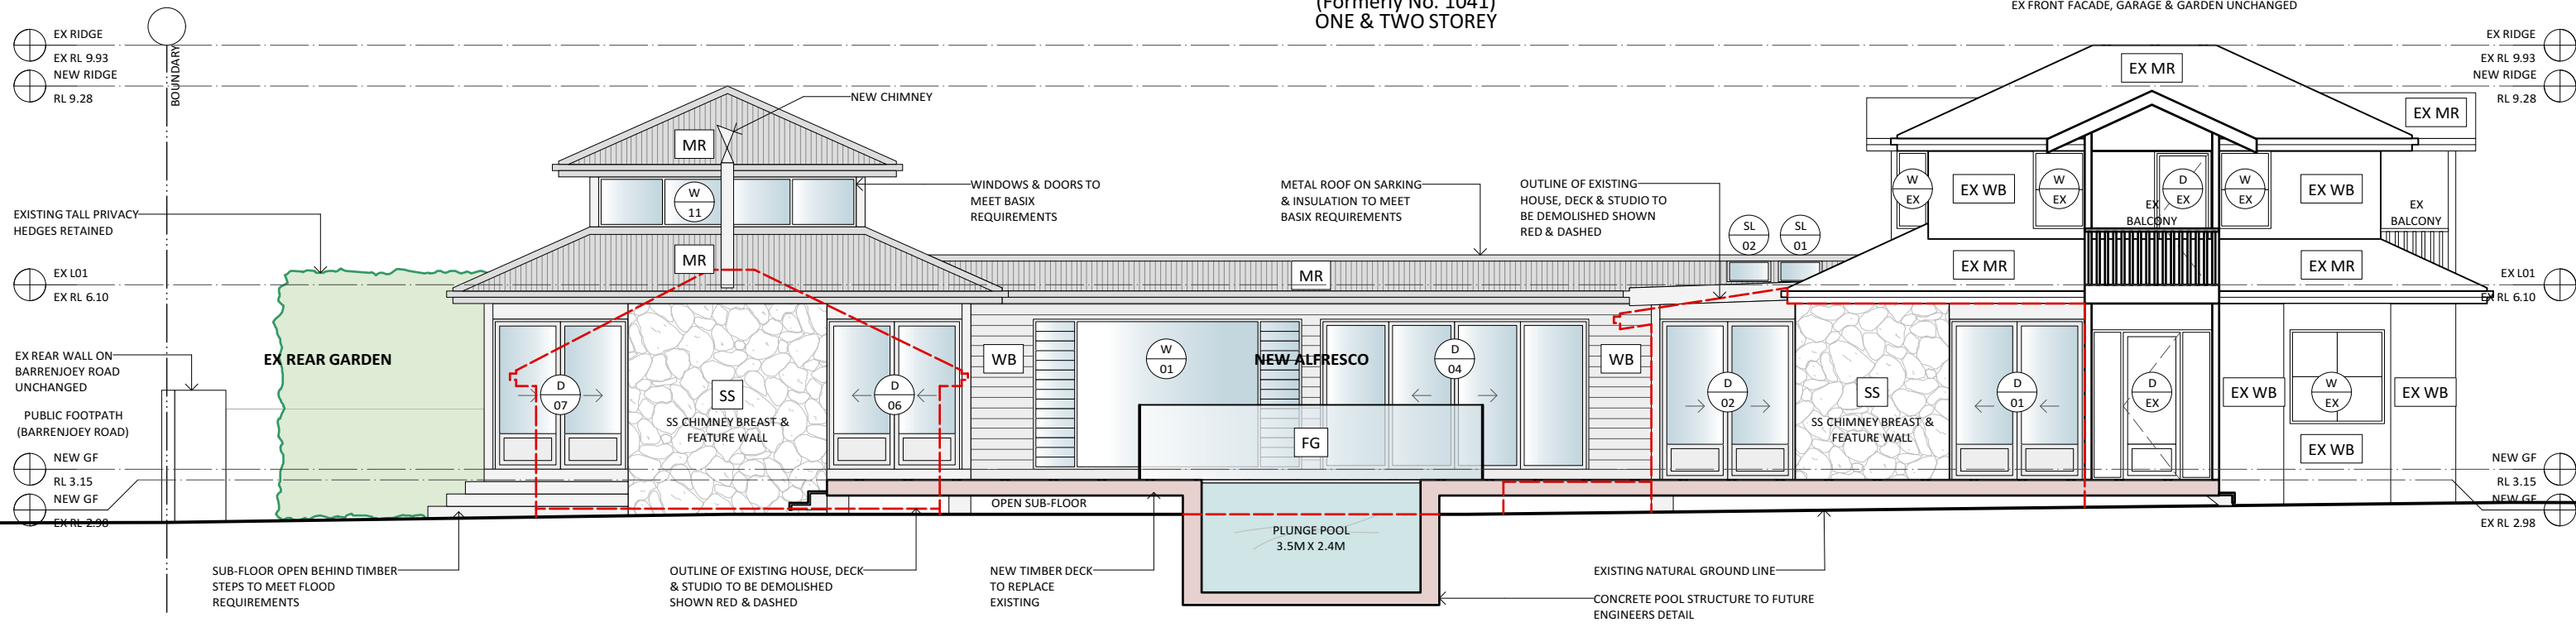 (Formerly No. 1041)
ONE & TWO STOREY
EX FRONT FACADE, GARAGE & GARDEN UNCHANGED
EX RIDGE
EX RL 9.93
NEW RIDGE
RL 9.28
BOUNDARY
EX RIDGE
EX RL 9.93
NEW RIDGE
RL 9.28
NEW CHIMNEY
MR
EX MR
EX MR
WINDOWS & DOORS TO
MEET BASIX
REQUIREMENTS
METAL ROOF ON SARKING
& INSULATION TO MEET
BASIX REQUIREMENTS
OUTLINE OF EXISTING
HOUSE, DECK & STUDIO TO
BE DEMOLISHED SHOWN
RED & DASHED
W
11
W
EX
EX WB
W
EX
D
EX
W
EX
EX WB
EX
BALCONY
EX
BALCONY
EXISTING TALL PRIVACY
HEDGES RETAINED
SL
02
SL
01
MR
MR
EX MR
EX MR
EX L01
EX RL 6.10
EX L01
EX RL 6.10
EX REAR WALL ON
BARRENJOEY ROAD
UNCHANGED
EX REAR GARDEN
WB
W
01
NEW ALFRESCO
D
04
WB
PUBLIC FOOTPATH
(BARRENJOEY ROAD)
D
07
SS
SS CHIMNEY BREAST &
FEATURE WALL
D
06
D
02
SS
SS CHIMNEY BREAST &
FEATURE WALL
D
01
D
EX
EX WB
W
EX
EX WB
EX WB
FG
NEW GF
RL 3.15
NEW GF
EX RL 2.98
NEW GF
RL 3.15
NEW GF
EX RL 2.98
OPEN SUB-FLOOR
PLUNGE POOL
3.5M X 2.4M
SUB-FLOOR OPEN BEHIND TIMBER
STEPS TO MEET FLOOD
REQUIREMENTS
OUTLINE OF EXISTING HOUSE, DECK
& STUDIO TO BE DEMOLISHED
SHOWN RED & DASHED
NEW TIMBER DECK
TO REPLACE
EXISTING
EXISTING NATURAL GROUND LINE
CONCRETE POOL STRUCTURE TO FUTURE
ENGINEERS DETAIL